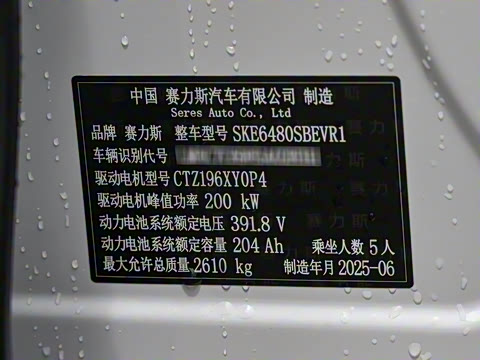 中国 赛力斯汽车有限公司 制造
Seres Auto Co., Ltd
品牌 赛力斯 整车型号 SKE6480SBEVR1
车辆识别代号
驱动电机型号 CTZ196XY0P4
驱动电机峰值功率 200 kW
动力电池系统额定电压 391.8 V
动力电池系统额定容量 204 Ah 乘坐人数 5 人
最大允许总质量 2610 kg 制造年月 2025-06